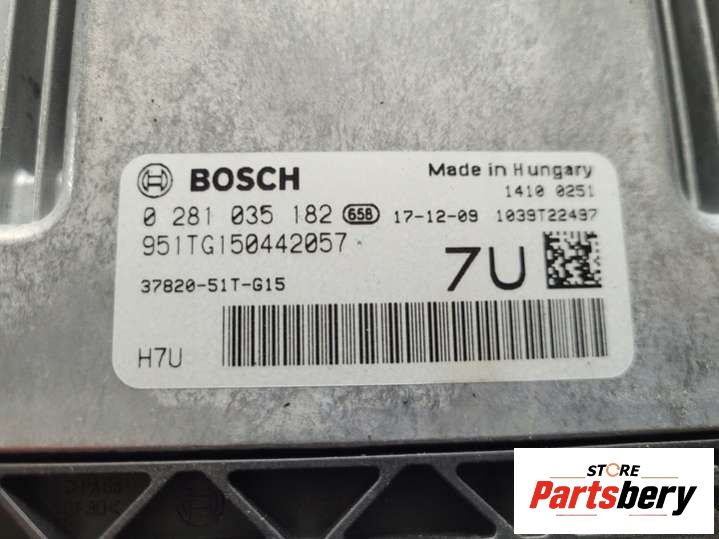 BOSCH
Made in Hungary
1410 0251
0 281 035 182 658 17-12-09 1039T22497
951TG150442057
37820-51T-G15
7U
H7U
STORE
Partsbery